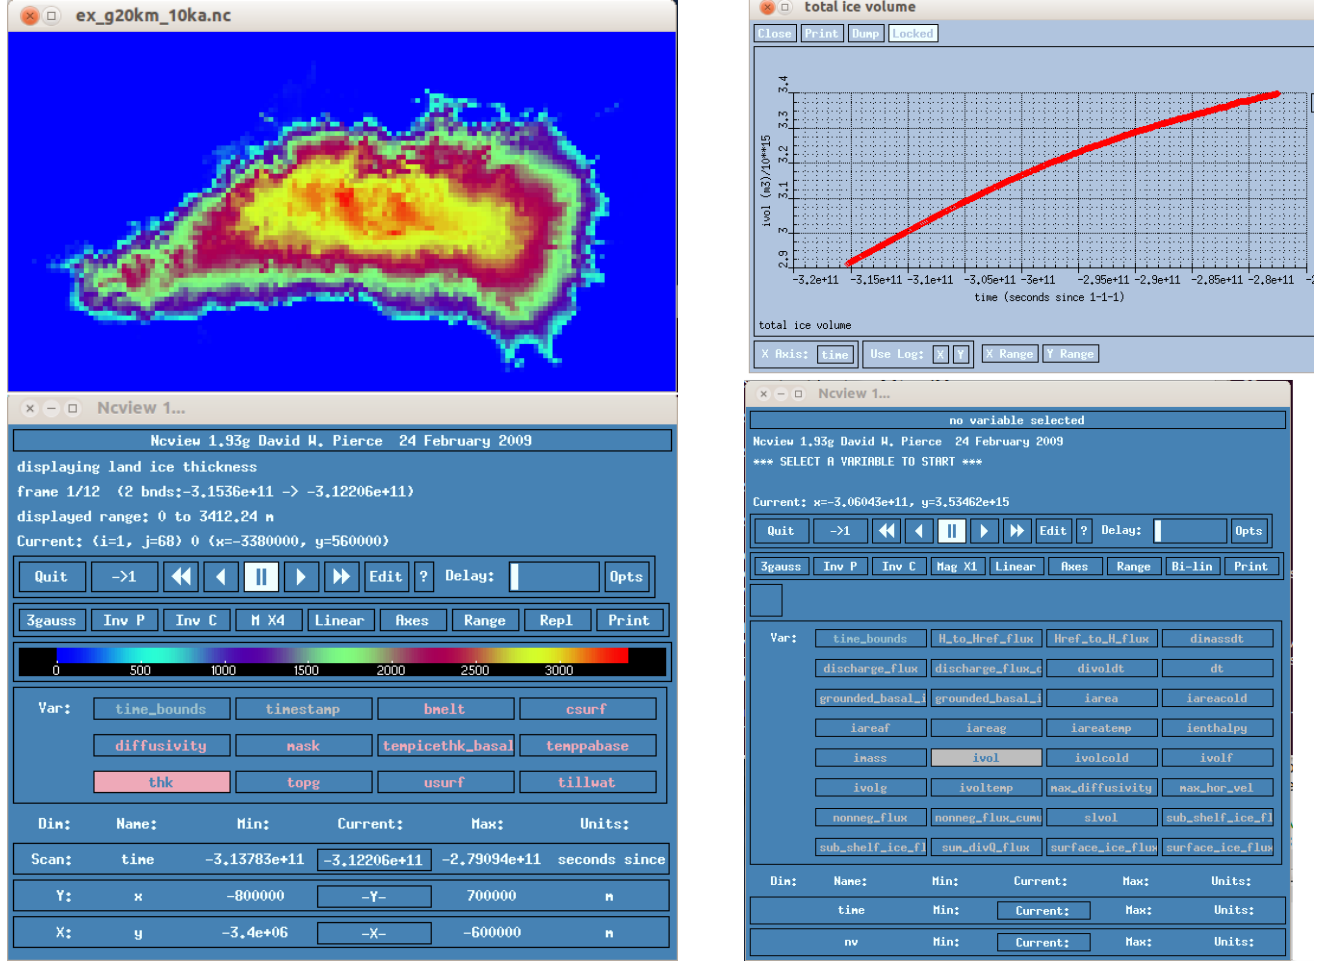 ex_g20km_10ka.nc
Ncview 1...
Ncview 1.93g David W. Pierce  24 February 2009
displaying land ice thickness
frame 1/12  (2 bnds:-3.1536e+11 -> -3.12206e+11)
displayed range: 0 to 3412.24 m
Current: (i=1, j=68) 0 (x=-3380000, y=560000)
Quit ->1 Edit ? Delay: Opts
3gauss Inv P Inv C M X4 Linear Axes Range Repl Print
0 500 1000 1500 2000 2500 3000
Var: time_bounds timestamp bmelt csurf
diffusivity mask tempicethk_basal temppabase
thk topg usurf tillwat
Dim: Name: Min: Current: Max: Units:
Scan: time -3.13783e+11 -3.12206e+11 -2.79094e+11 seconds since
Y: x -800000 -Y- 700000 m
X: y -3.4e+06 -X- -600000 m
total ice volume
Close Print Dump Locked
ivol (m3)/10**15
3.4
3.3
3.2
3.1
3
2.9
-3.2e+11 -3.15e+11 -3.1e+11 -3.05e+11 -3e+11 -2.95e+11 -2.9e+11 -2.85e+11 -2.8e+11
time (seconds since 1-1-1)
total ice volume
X Axis: time Use Log: X Y X Range Y Range
Ncview 1...
no variable selected
Ncview 1.93g David W. Pierce  24 February 2009
*** SELECT A VARIABLE TO START ***
Current: x=-3.06043e+11, y=3.53462e+15
Quit ->1 Edit ? Delay: Opts
3gauss Inv P Inv C Mag X1 Linear Axes Range Bi-lin Print
Var: time_bounds H_to_Href_flux Href_to_H_flux dimassdt
discharge_flux discharge_flux_c divoldt dt
grounded_basal_i grounded_basal_i iarea iareacold
iareaf iareag iareatemp ienthalpy
imass ivol ivolcold ivolf
ivolg ivoltemp max_diffusivity max_hor_vel
nonneg_flux nonneg_flux_cumu slvol sub_shelf_ice_fl
sub_shelf_ice_fl sum_divQ_flux surface_ice_flux surface_ice_flux
Dim: Name: Min: Current: Max: Units:
time Min: Current: Max: Units:
nv Min: Current: Max: Units: